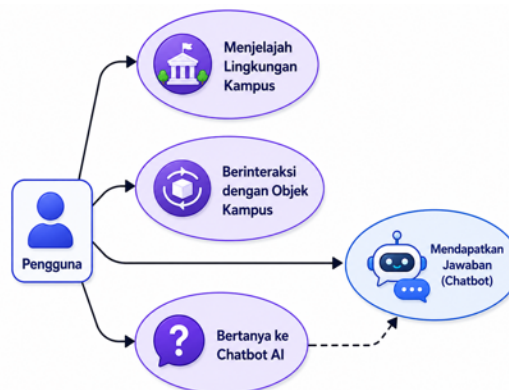 Menjelajah
Lingkungan
Kampus
Berinteraksi
dengan Objek
Kampus
Pengguna
Mendapatkan
Jawaban
(Chatbot)
Bertanya ke
Chatbot AI
?